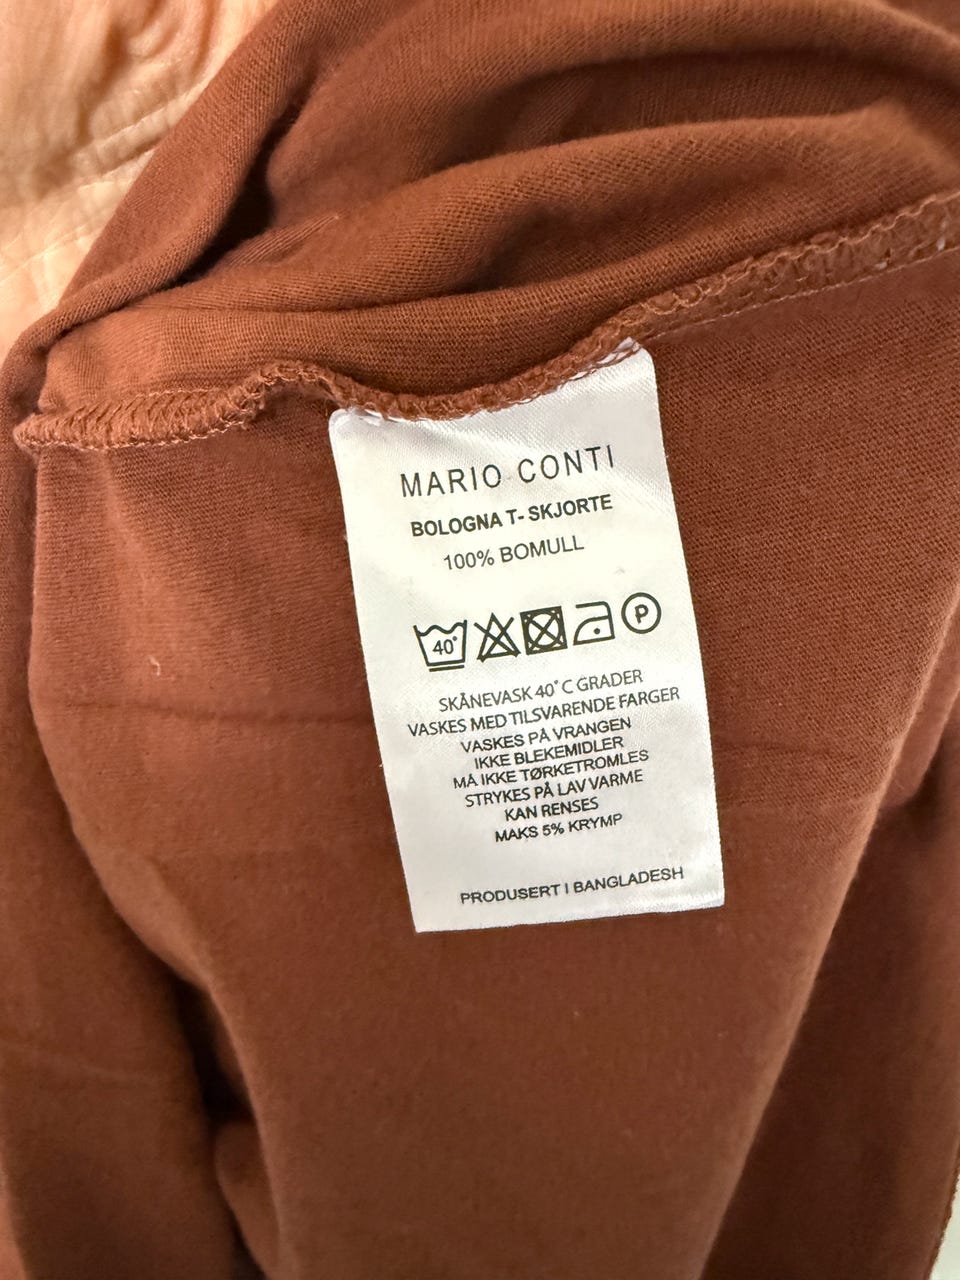 MARIO CONTI
BOLOGNA T- SKJORTE
100% BOMULL
40° P
SKÅNEVASK 40°C GRADER
VASKES MED TILSVARENDE FARGER
VASKES PÅ VRANGEN
IKKE BLEKEMIDLER
MÅ IKKE TØRKETROMLES
STRYKES PÅ LAV VARME
KAN RENSES
MAKS 5% KRYMP
PRODUSERT I BANGLADESH